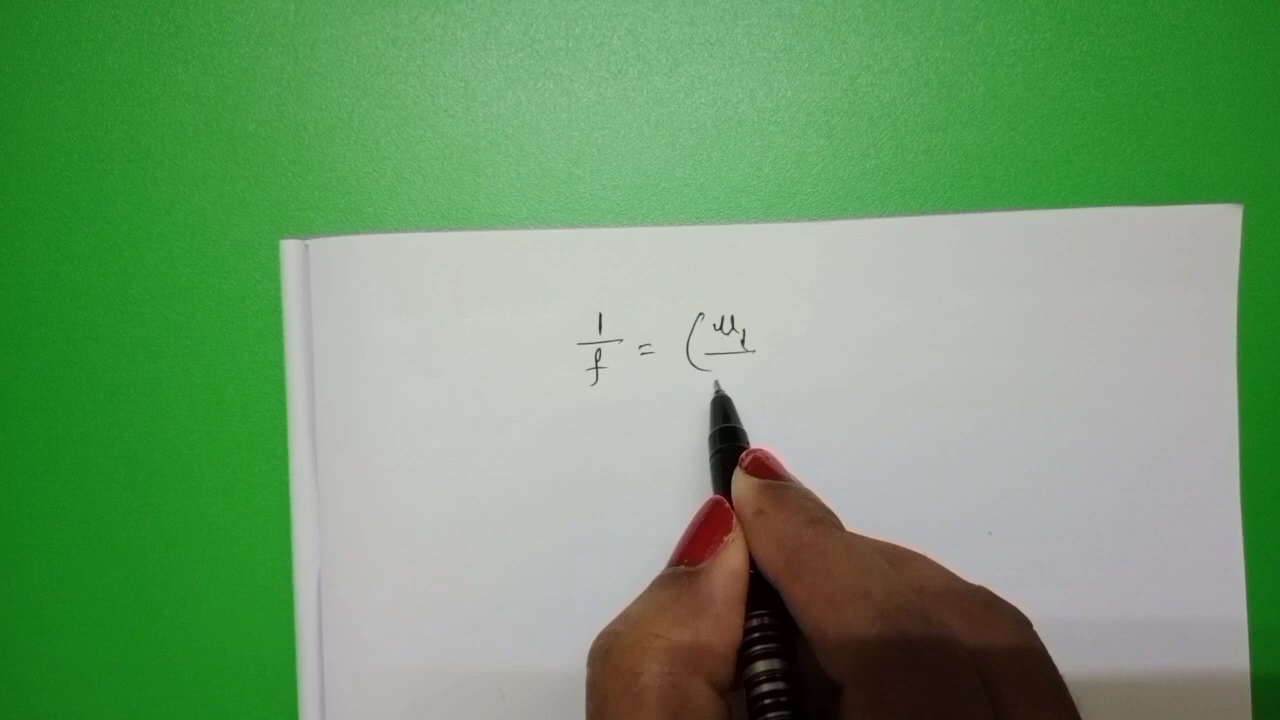 1/f = (μ₁/